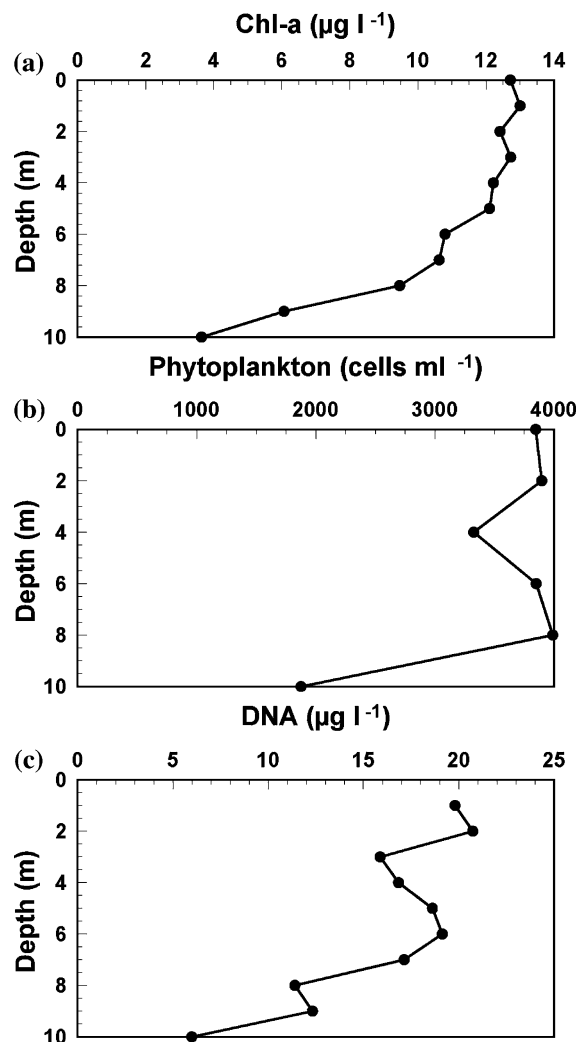 Chl-a (µg l -1)
(a)
0 2 4 6 8 10 12 14
0
2
4
6
8
10
Depth (m)
Phytoplankton (cells ml -1)
(b)
0 1000 2000 3000 4000
0
2
4
6
8
10
Depth (m)
DNA (µg l -1)
(c)
0 5 10 15 20 25
0
2
4
6
8
10
Depth (m)